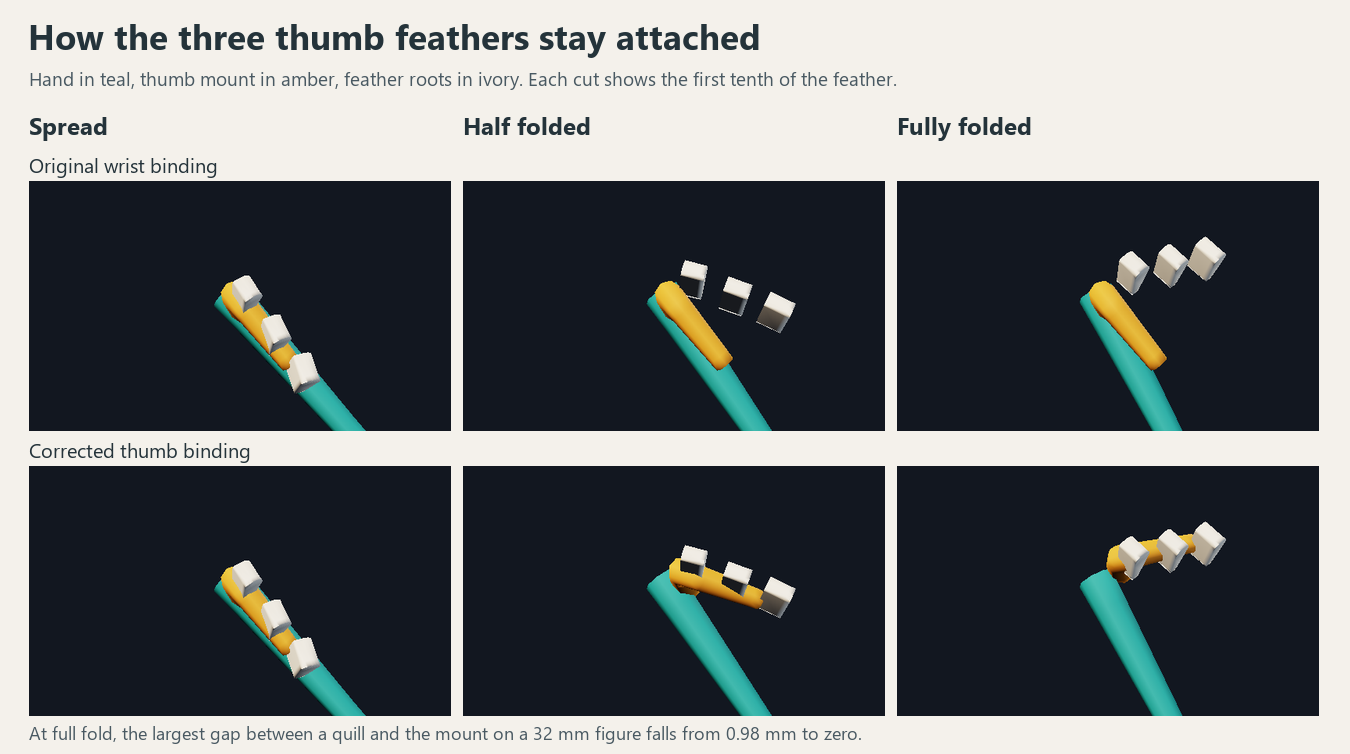 How the three thumb feathers stay attached
Hand in teal, thumb mount in amber, feather roots in ivory. Each cut shows the first tenth of the feather.
Spread
Half folded
Fully folded
Original wrist binding
Corrected thumb binding
At full fold, the largest gap between a quill and the mount on a 32 mm figure falls from 0.98 mm to zero.